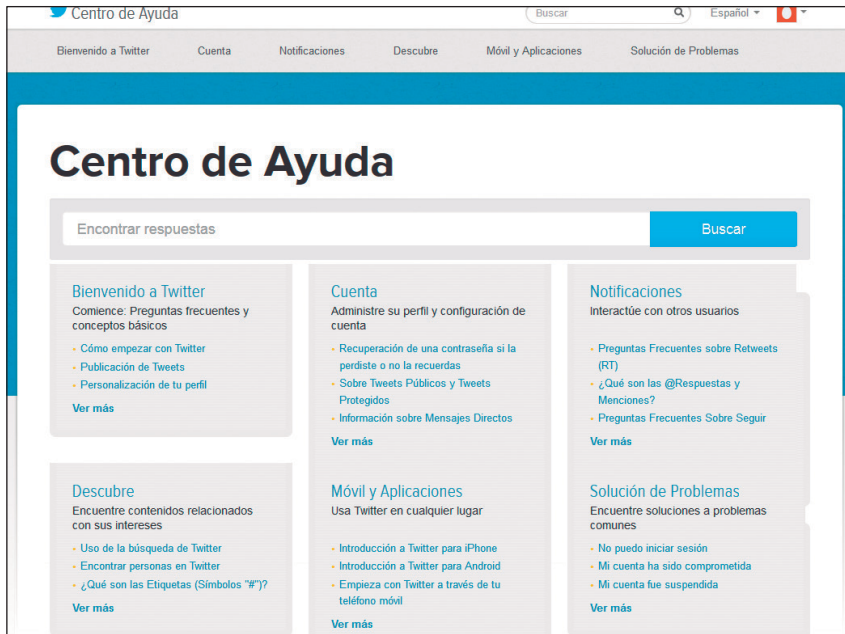 Centro de Ayuda
Buscar
Español
Bienvenido a Twitter
Cuenta
Notificaciones
Descubre
Móvil y Aplicaciones
Solución de Problemas
Centro de Ayuda
Encontrar respuestas
Buscar
Bienvenido a Twitter
Comience: Preguntas frecuentes y
conceptos básicos
Cómo empezar con Twitter
Publicación de Tweets
Personalización de tu perfil
Ver más
Cuenta
Administre su perfil y configuración de
cuenta
Recuperación de una contraseña si la
perdiste o no la recuerdas
Sobre Tweets Públicos y Tweets
Protegidos
Información sobre Mensajes Directos
Ver más
Notificaciones
Interactúe con otros usuarios
Preguntas Frecuentes sobre Retweets
(RT)
¿Qué son las @Respuestas y
Menciones?
Preguntas Frecuentes Sobre Seguir
Ver más
Descubre
Encuentre contenidos relacionados
con sus intereses
Uso de la búsqueda de Twitter
Encontrar personas en Twitter
¿Qué son las Etiquetas (Símbolos "#")?
Ver más
Móvil y Aplicaciones
Usa Twitter en cualquier lugar
Introducción a Twitter para iPhone
Introducción a Twitter para Android
Empieza con Twitter a través de tu
teléfono móvil
Ver más
Solución de Problemas
Encuentre soluciones a problemas
comunes
No puedo iniciar sesión
Mi cuenta ha sido comprometida
Mi cuenta fue suspendida
Ver más